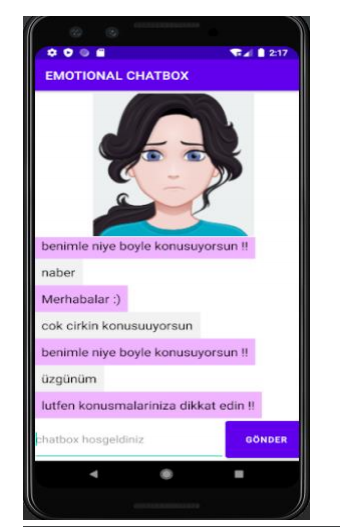 2:17
EMOTIONAL CHATBOX
benimle niye boyle konusuyorsun !!
naber
Merhabalar :)
cok cirkin konusuuyorsun
benimle niye boyle konusuyorsun !!
üzgünüm
lutfen konusmalariniza dikkat edin !!
chatbox hosgeldiniz
GÖNDER